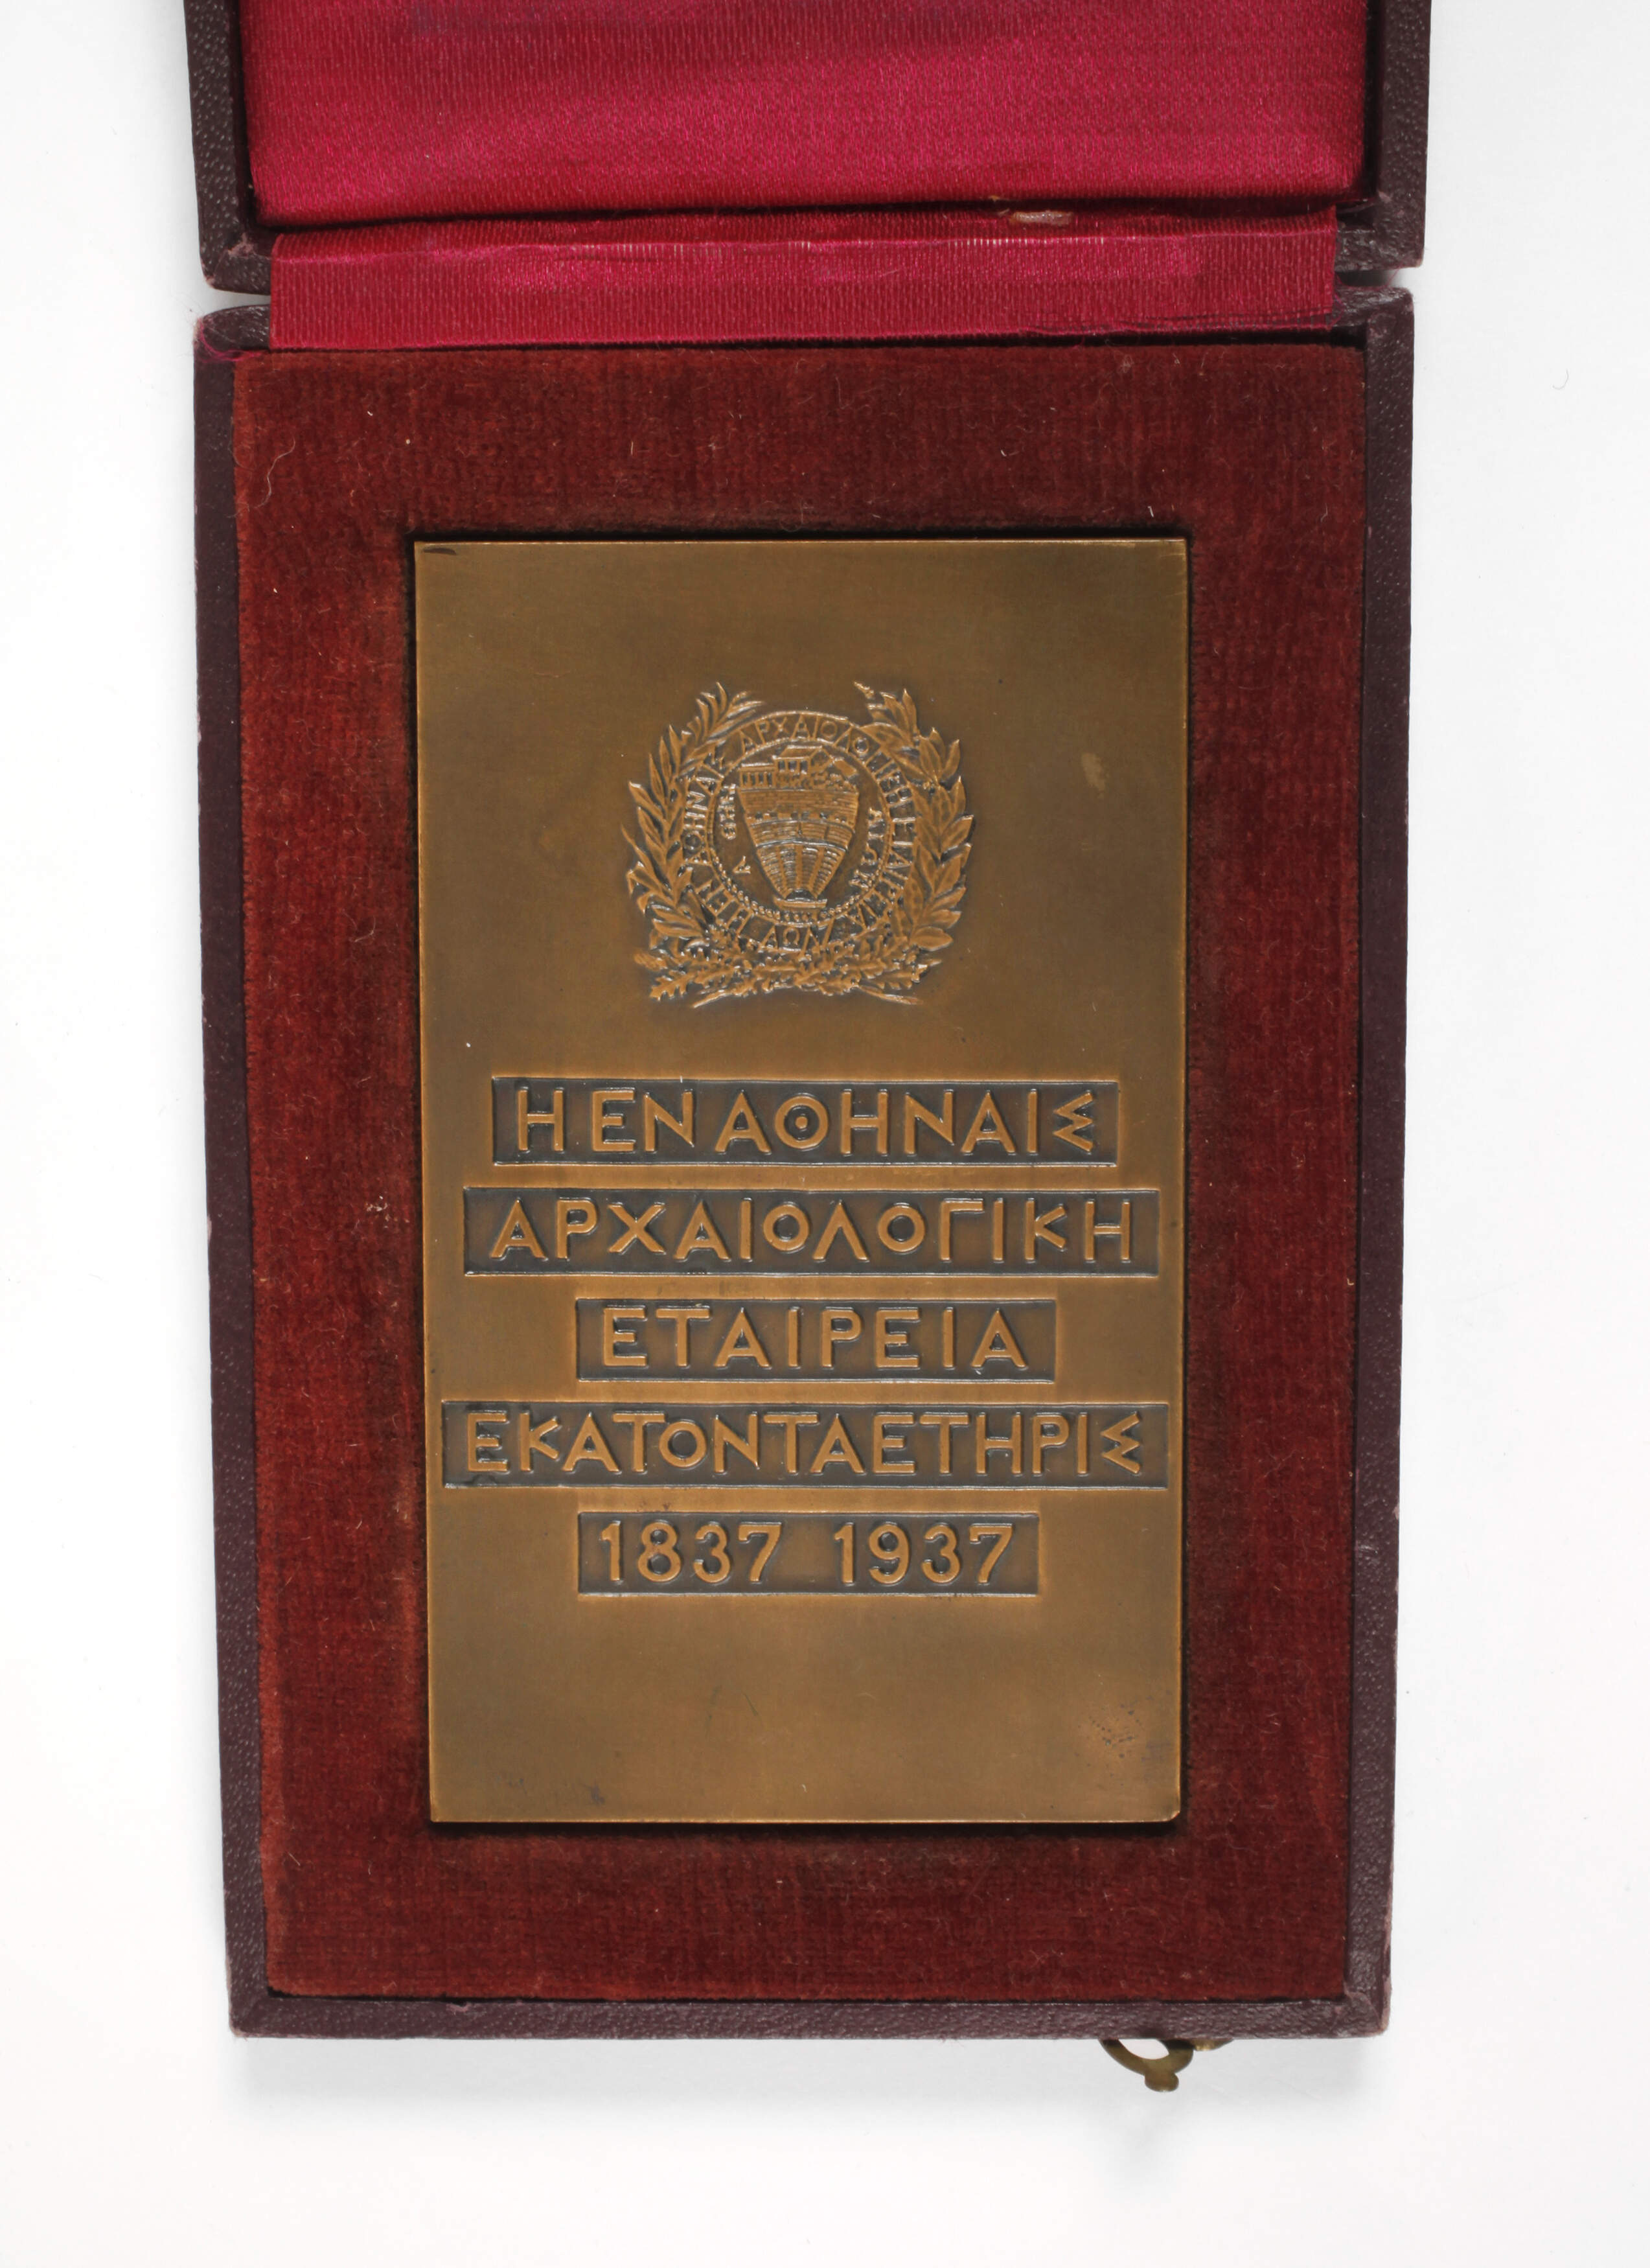 Η ΕΝ ΑΘΗΝΑΙΣ
ΑΡΧΑΙΟΛΟΓΙΚΗ
ΕΤΑΙΡΕΙΑ
ΕΚΑΤΟΝΤΑΕΤΗΡΙΣ
1837 1937